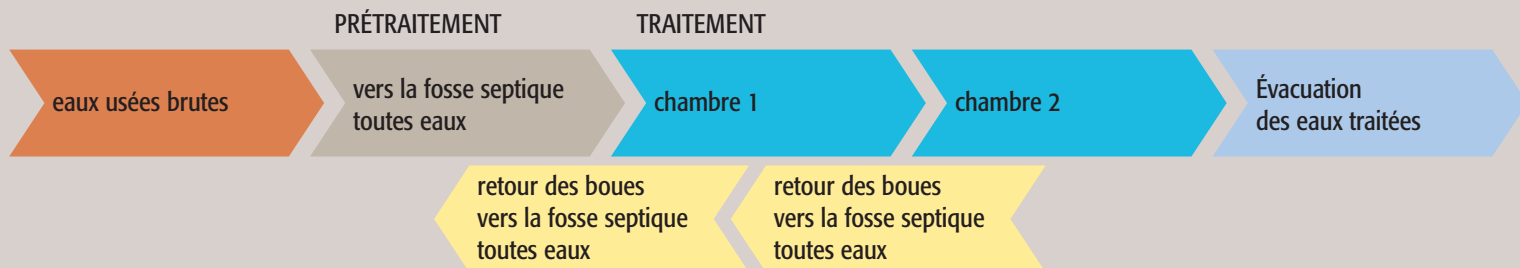 PRÉTRAITEMENT
TRAITEMENT
eaux usées brutes
vers la fosse septique
toutes eaux
chambre 1
chambre 2
Évacuation
des eaux traitées
retour des boues
vers la fosse septique
toutes eaux
retour des boues
vers la fosse septique
toutes eaux